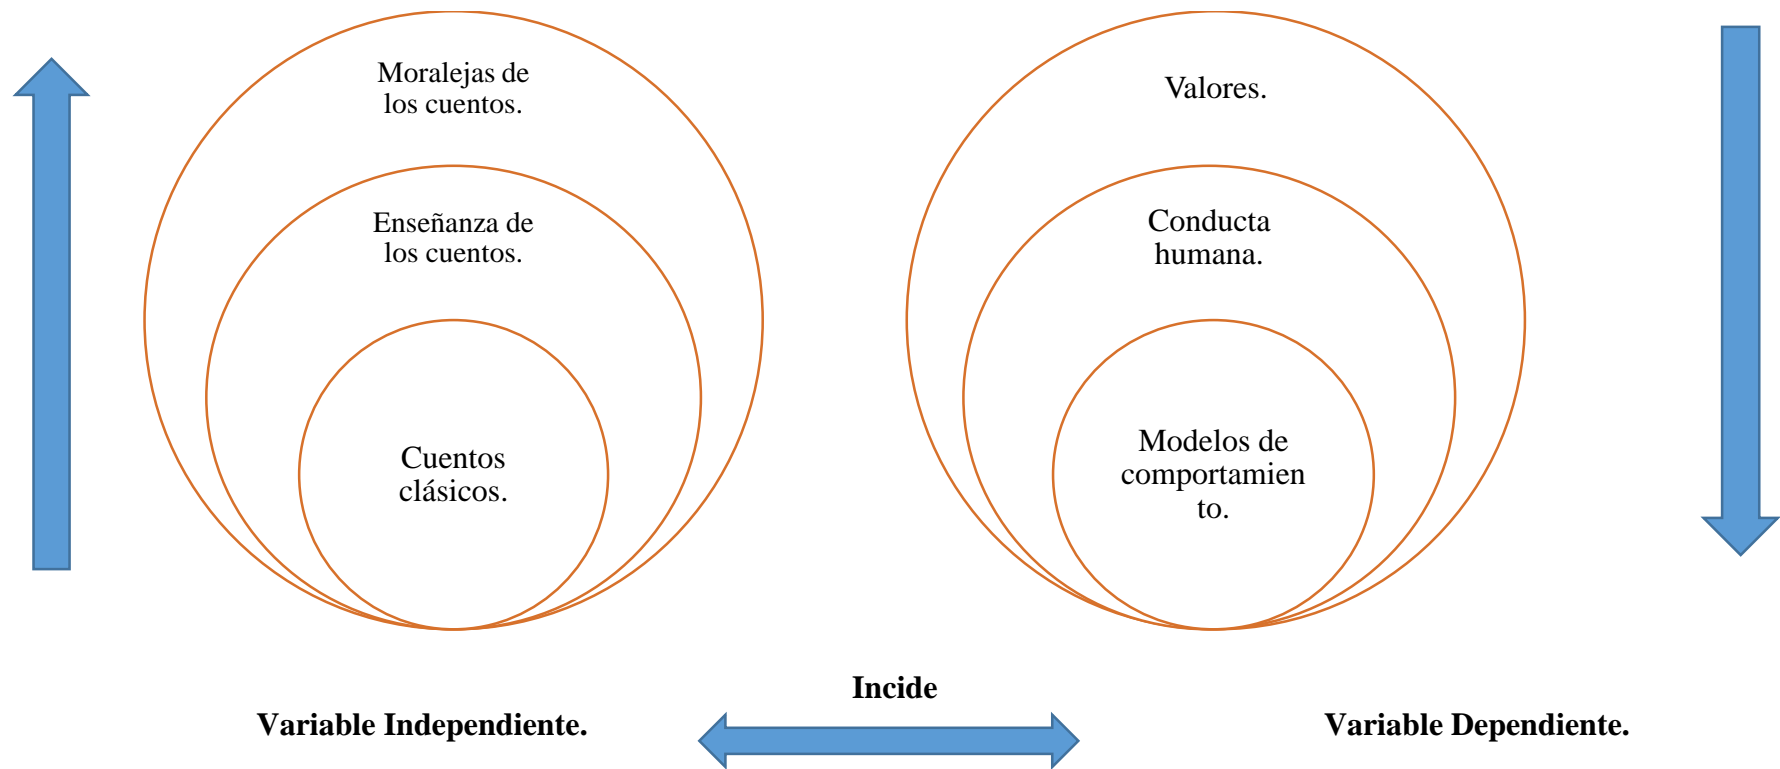 Moralejas de
los cuentos.
Enseñanza de
los cuentos.
Cuentos
clásicos.
Valores.
Conducta
humana.
Modelos de
comportamien
to.
Incide
Variable Independiente.
Variable Dependiente.